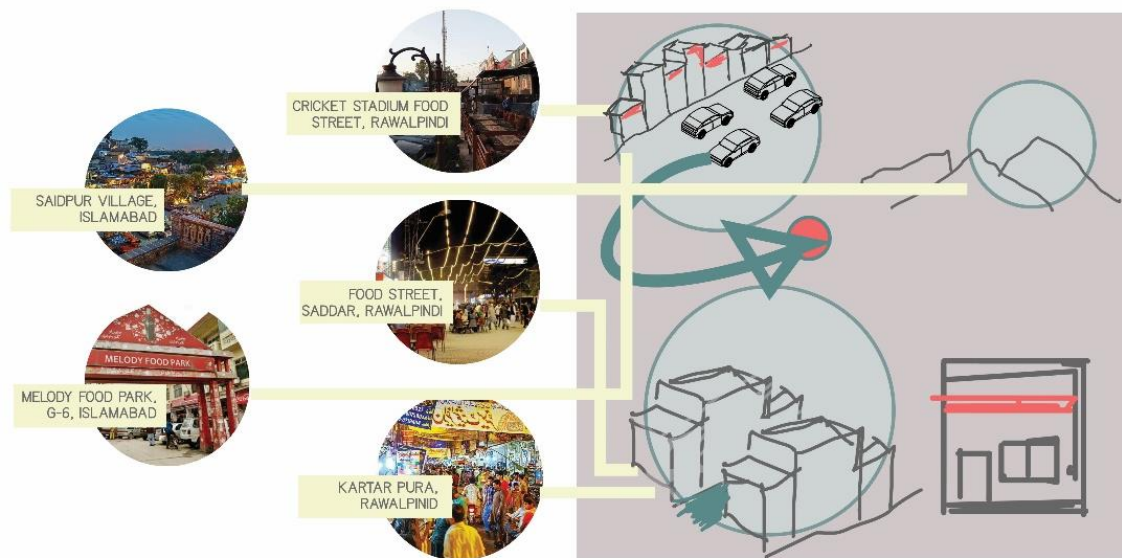 CRICKET STADIUM FOOD
STREET, RAWALPINDI
SAIDPUR VILLAGE,
ISLAMABAD
FOOD STREET,
SADDAR, RAWALPINDI
MELODY FOOD PARK
MELODY FOOD PARK,
G-6, ISLAMABAD
KARTAR PURA,
RAWALPINID